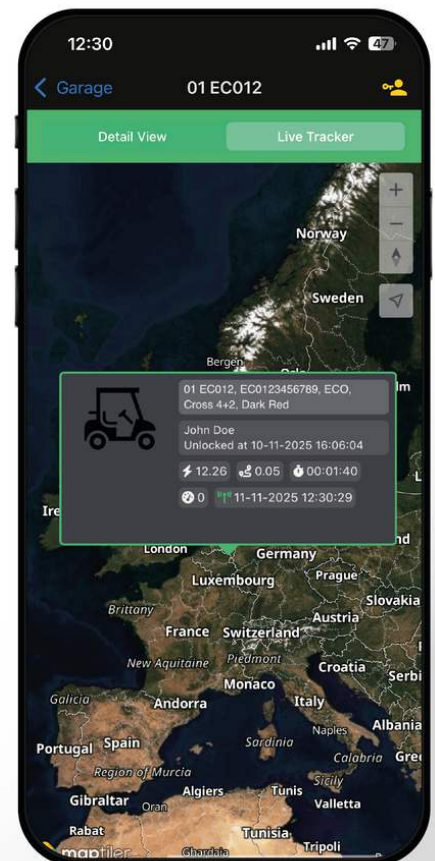 12:30
47
Garage
01 EC012
Detail View
Live Tracker
Norway
Sweden
Bergen
01 EC012, EC0123456789, ECO,
Cross 4+2, Dark Red
John Doe
Unlocked at 10-11-2025 16:06:04
12.26 0.05 00:01:40
0 11-11-2025 12:30:29
London
Germany
Luxembourg
Prague
Slovakia
Brittany
Austria
France Switzerland
New Aquitaine
Piedmont
Croatia
Serbi
Monaco
Galicia
Andorra
Italy
Naples
Albania
Portugal Spain
Sardinia
Calabria
Gree
Region of Murcia
Sicily
Algiers
Tunis
Gibraltar
Oran
Valletta
Rabat
Tunisia
Tripoli
maptiler
Ghardaia